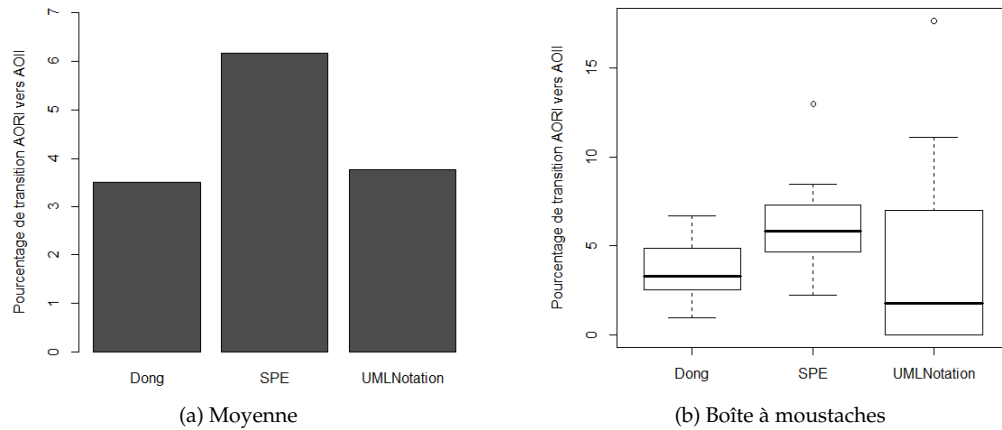 Pourcentage de transition AORI vers AOII
7
6
5
4
3
2
1
0
Dong SPE UMLNotation
(a) Moyenne
Pourcentage de transition AORI vers AOII
15
10
5
0
Dong SPE UMLNotation
(b) Boîte à moustaches